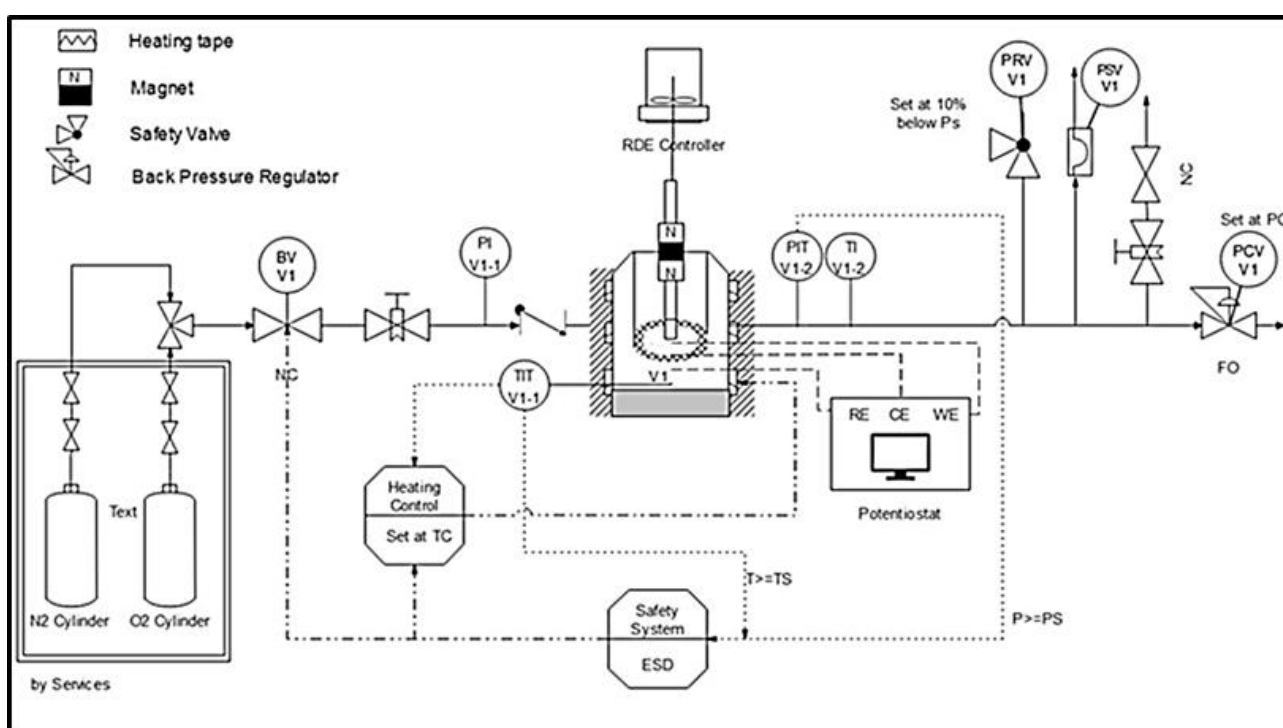 Heating tape
N
Magnet
Safety Valve
Back Pressure Regulator
RDE Controller
N
N
Set at 10%
below Ps
PRV
V1
PSV
V1
NC
Set at PC
PCV
V1
FO
BV
V1
NC
PI
V1-1
PIT
V1-2
TI
V1-2
V1
TIT
V1-1
RE CE WE
Potentiostat
Heating
Control
Set at TC
Text
N2 Cylinder
O2 Cylinder
by Services
T>=TS
P>=PS
Safety
System
ESD